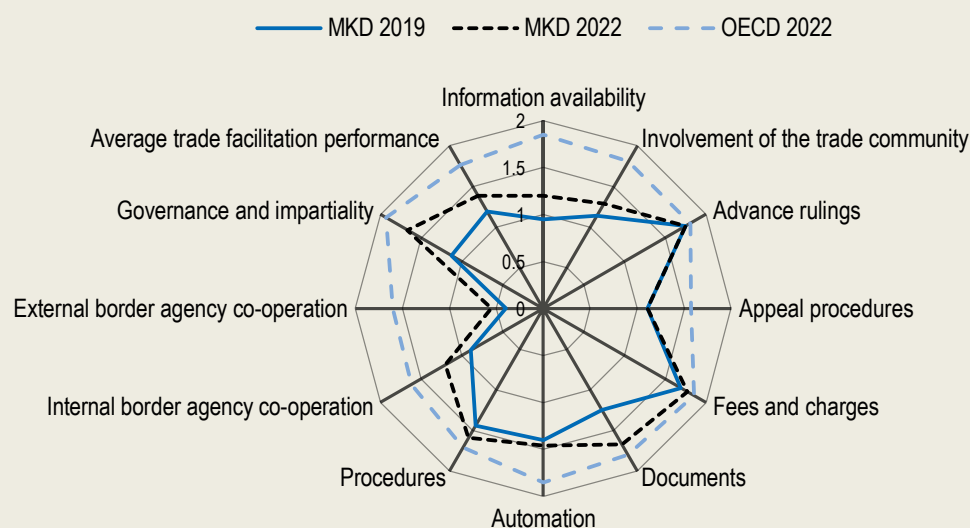 MKD 2019 MKD 2022 OECD 2022
Information availability
2
Average trade facilitation performance
Involvement of the trade community
1.5
Governance and impartiality
Advance rulings
1
0.5
External border agency co-operation
0
Appeal procedures
Internal border agency co-operation
Fees and charges
Procedures
Documents
Automation